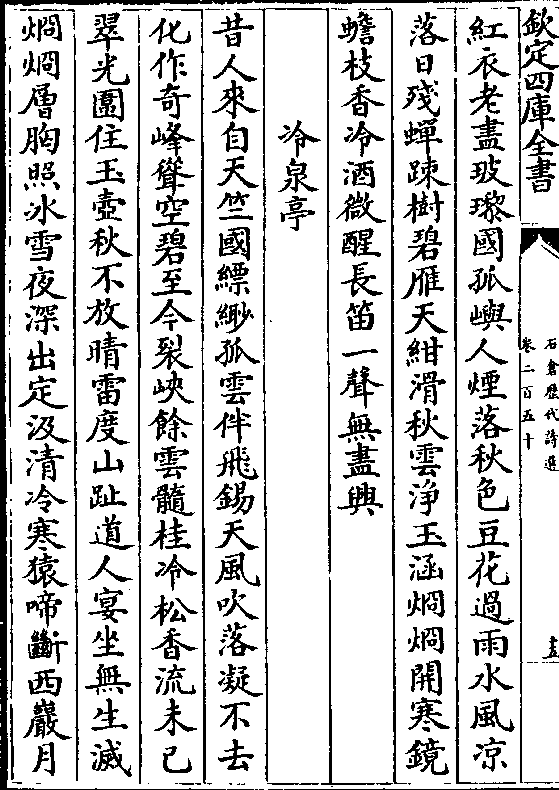 欽定四庫全書
石倉歷代詩選
卷二百五十
紅衣老盡玻瓈國孤嶼人煙落秋色豆花過雨水風凉
落日殘蟬踈樹碧雁天紺滑秋雲淨玉涵烱烱開寒鏡
蟾枝香冷酒微醒長笛一聲無盡興
冷泉亭
昔人來自天竺國縹緲孤雲伴飛錫天風吹落凝不去
化作奇峰聳空碧至今裂峽餘雲髓桂冷松香流未已
翠光圍住玉壺秋不放晴雷度山趾道人宴坐無生滅
烱烱層胸照冰雪夜深出定汲清冷寒猿啼斷西巖月